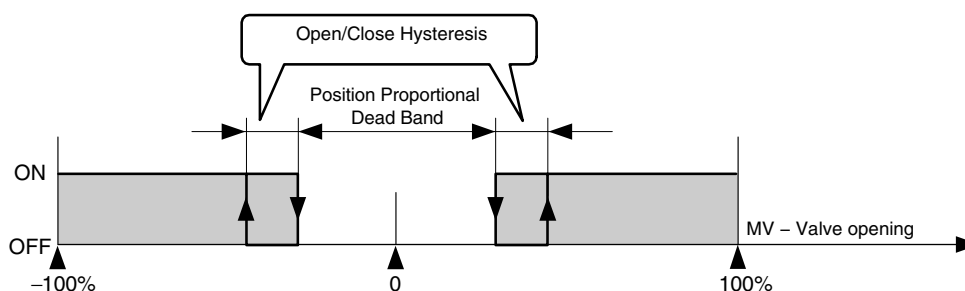 Open/Close Hysteresis
Position Proportional
Dead Band
ON
OFF
MV – Valve opening
–100%
0
100%